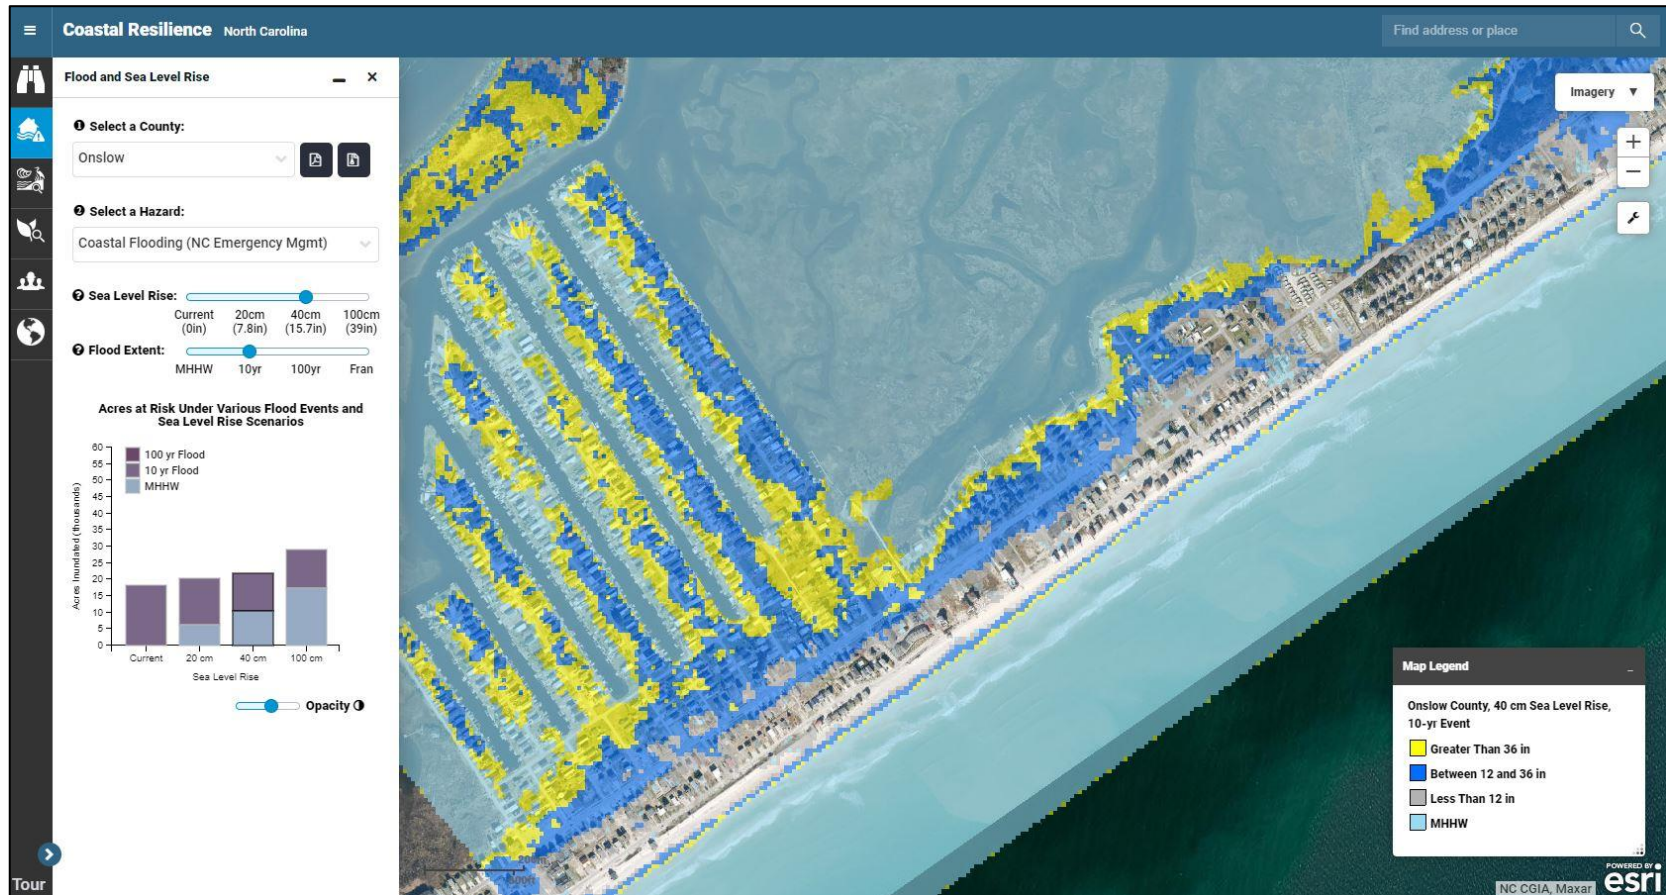 Coastal Resilience North Carolina
Find address or place
Flood and Sea Level Rise
Imagery
❶ Select a County:
Onslow
❷ Select a Hazard:
Coastal Flooding (NC Emergency Mgmt)
Sea Level Rise:
Current 20cm 40cm 100cm
(0in) (7.8in) (15.7in) (39in)
Flood Extent:
MHHW 10yr 100yr Fran
Acres at Risk Under Various Flood Events and
Sea Level Rise Scenarios
100 yr Flood
10 yr Flood
MHHW
Acres Inundated (thousands)
60
55
50
45
40
35
30
25
20
15
10
5
0
Current 20 cm 40 cm 100 cm
Sea Level Rise
Opacity
Map Legend
Onslow County, 40 cm Sea Level Rise,
10-yr Event
Greater Than 36 in
Between 12 and 36 in
Less Than 12 in
MHHW
200m
800ft
Tour
NC CGIA, Maxar
POWERED BY
esri